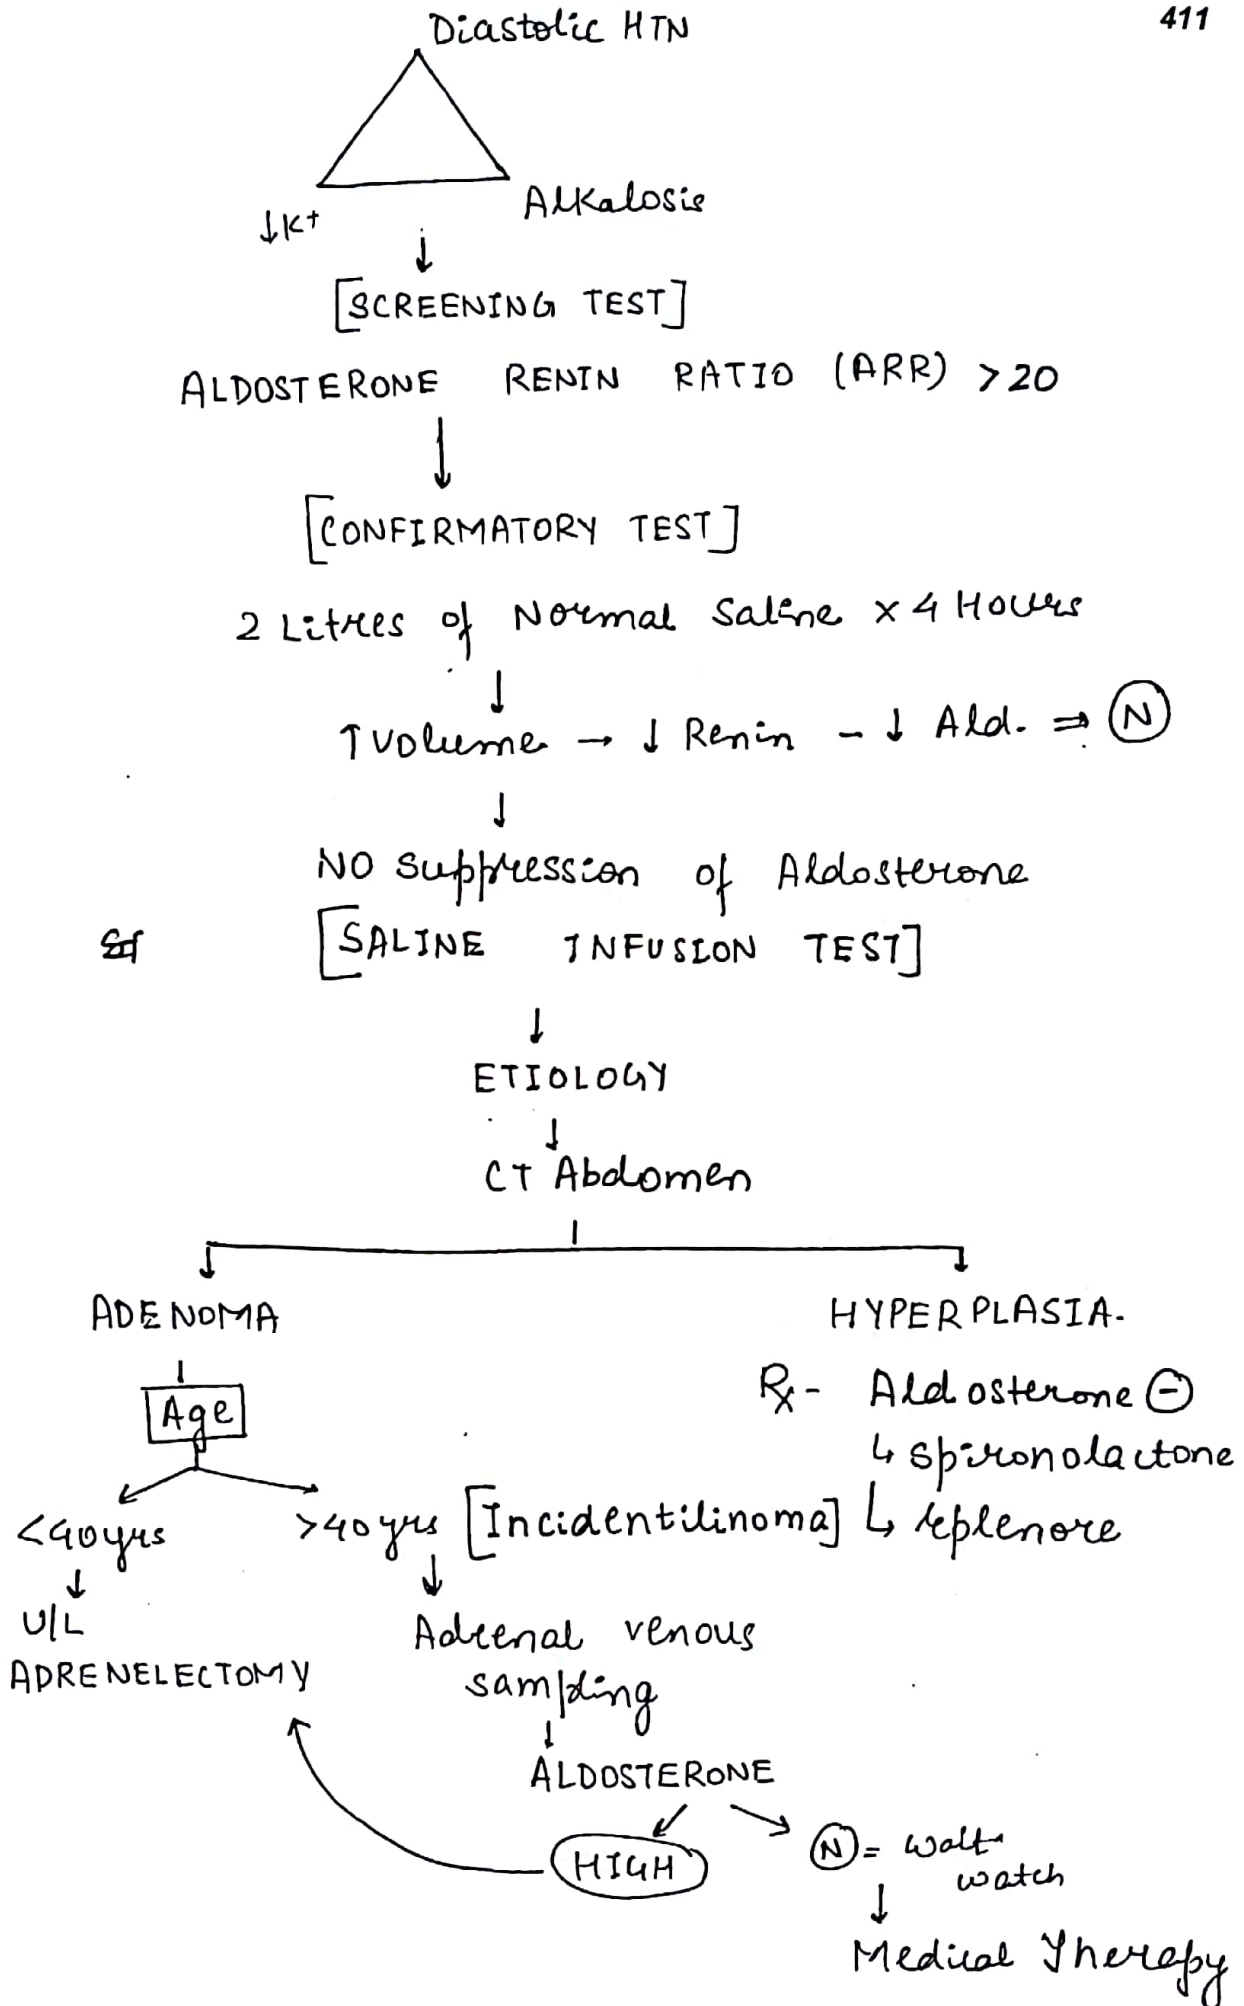 411
Diastolic HTN
↓K+
Alkalosis
↓
[SCREENING TEST]
ALDOSTERONE RENIN RATIO (ARR) >20
↓
[CONFIRMATORY TEST]
2 Litres of Normal Saline x 4 Hours
↓
↑Volume → ↓ Renin - ↓ Ald. ⇒ (N)
↓
NO Suppression of Aldosterone
[SALINE INFUSION TEST]
↓
ETIOLOGY
↓
CT Abdomen
ADENOMA
HYPERPLASIA.
Age
Rx - Aldosterone ⊖
↳ spironolactone
<40yrs
>40yrs [Incidentilinoma]
↳ eplenore
↓
↓
U/L
ADRENELECTOMY
Adrenal venous
sampling
↓
ALDOSTERONE
HIGH
(N) =
watch
↓
Medical Therapy